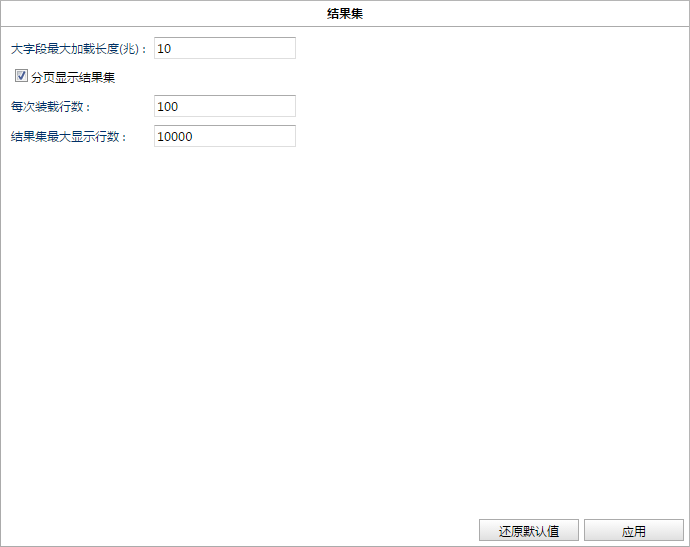 结果集
大字段最大加载长度(兆)：10
分页显示结果集
每次装载行数：100
结果集最大显示行数：10000
还原默认值 应用